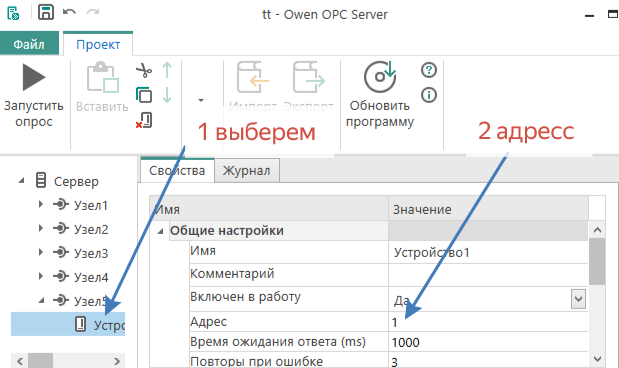 tt - Owen OPC Server
Файл
Проект
Запустить опрос
Вставить
Импорт
Экспорт
Обновить программу
1 выберем
2 адресс
Свойства
Журнал
Сервер
Узел1
Узел2
Узел3
Узел4
Узел5
Устро
Имя Значение
Общие настройки
Имя Устройство1
Комментарий
Включен в работу Да
Адрес 1
Время ожидания ответа (ms) 1000
Повторы при ошибке 3